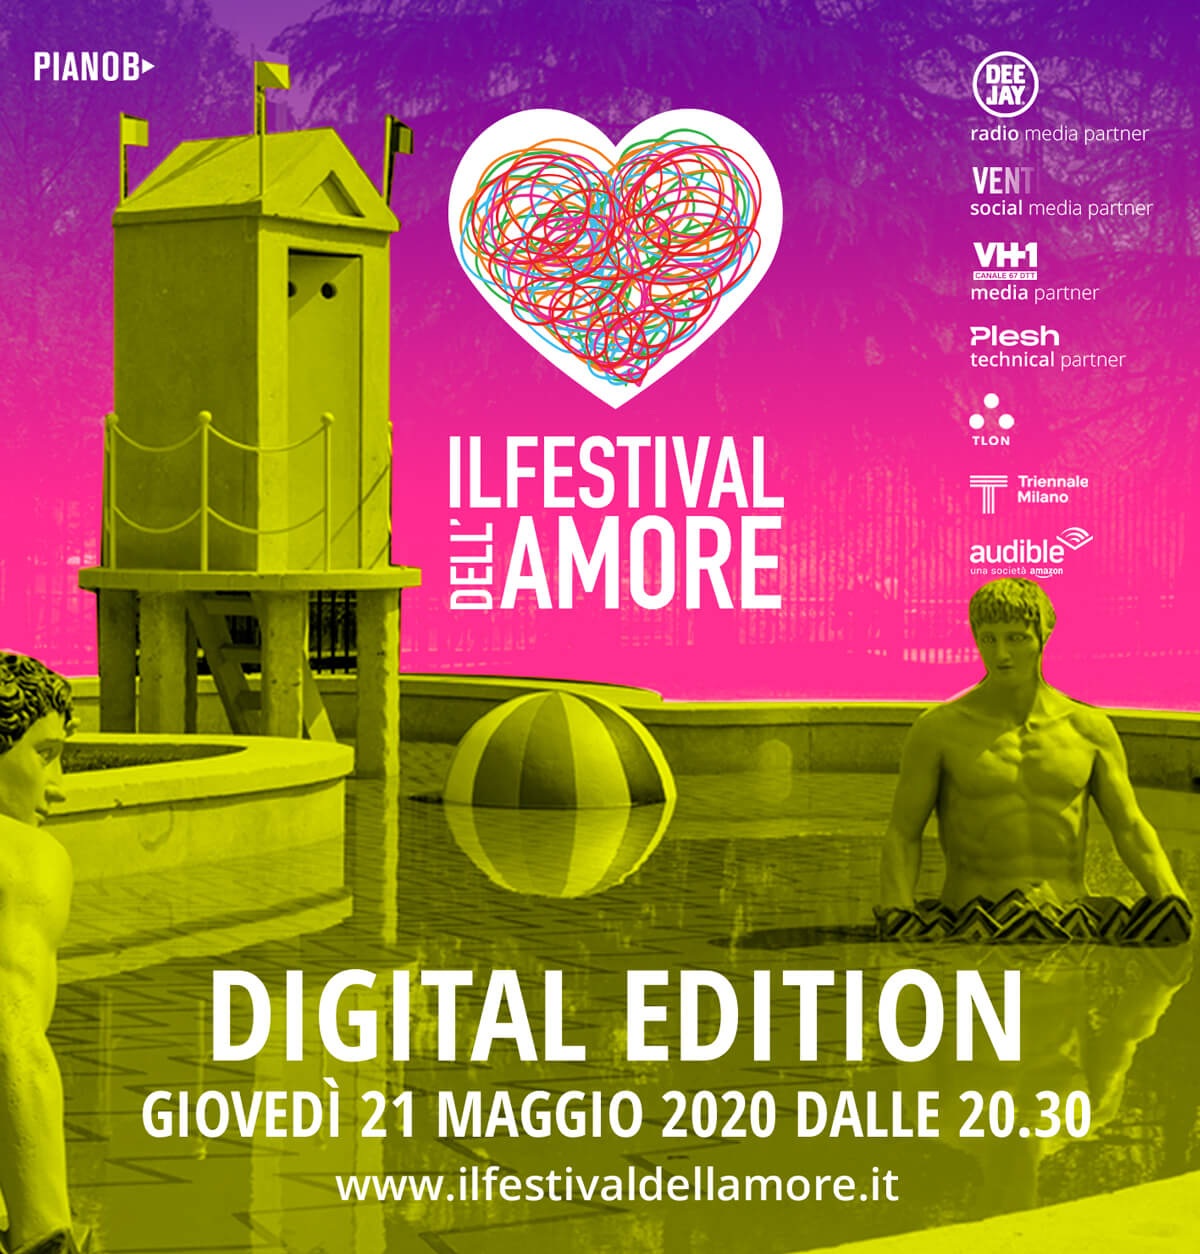 PIANOB
DEE
JAY
radio media partner
VENT
social media partner
VH1
CANALE 67 DTT
media partner
Plesh
technical partner
TLON
Triennale
Milano
audible
una società amazon
ILFESTIVAL
DELL'AMORE
DIGITAL EDITION
GIOVEDÌ 21 MAGGIO 2020 DALLE 20.30
www.ilfestivaldellamore.it